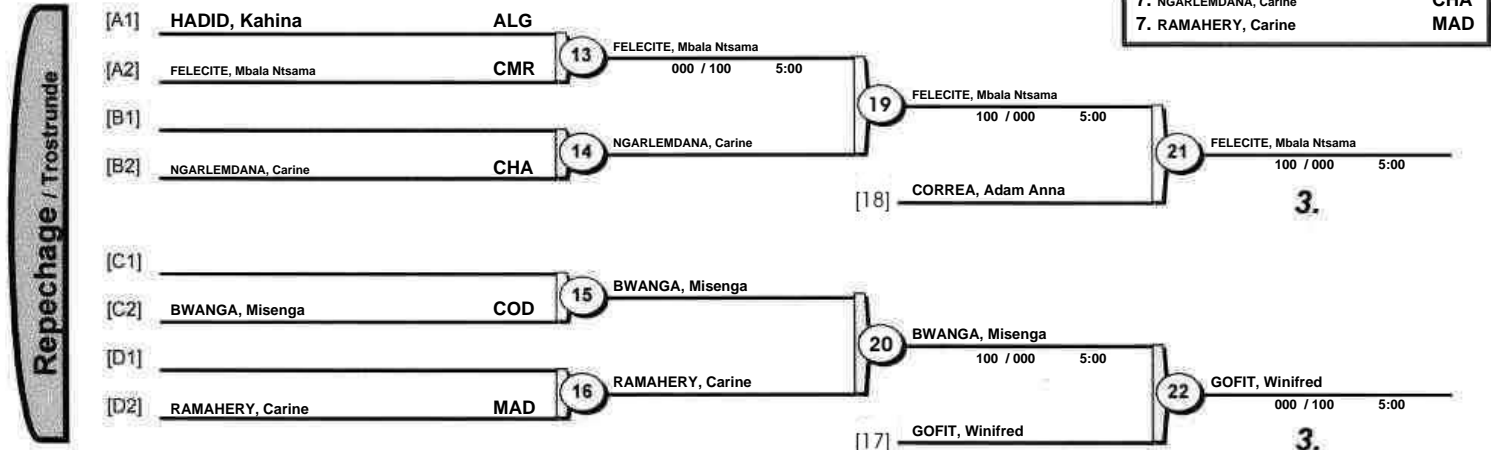 7. NGARLEMDANA, Carine CHA
7. RAMAHERY, Carine MAD
Repechage / Trostrunde
[A1] HADID, Kahina ALG
[A2] FELECITE, Mbala Ntsama CMR
13 FELECITE, Mbala Ntsama
000 / 100 5:00
[B1]
[B2] NGARLEMDANA, Carine CHA
14 NGARLEMDANA, Carine
19 FELECITE, Mbala Ntsama
100 / 000 5:00
[18] CORREA, Adam Anna
21 FELECITE, Mbala Ntsama
100 / 000 5:00
3.
[C1]
[C2] BWANGA, Misenga COD
15 BWANGA, Misenga
[D1]
[D2] RAMAHERY, Carine MAD
16 RAMAHERY, Carine
20 BWANGA, Misenga
100 / 000 5:00
[17] GOFIT, Winifred
22 GOFIT, Winifred
000 / 100 5:00
3.